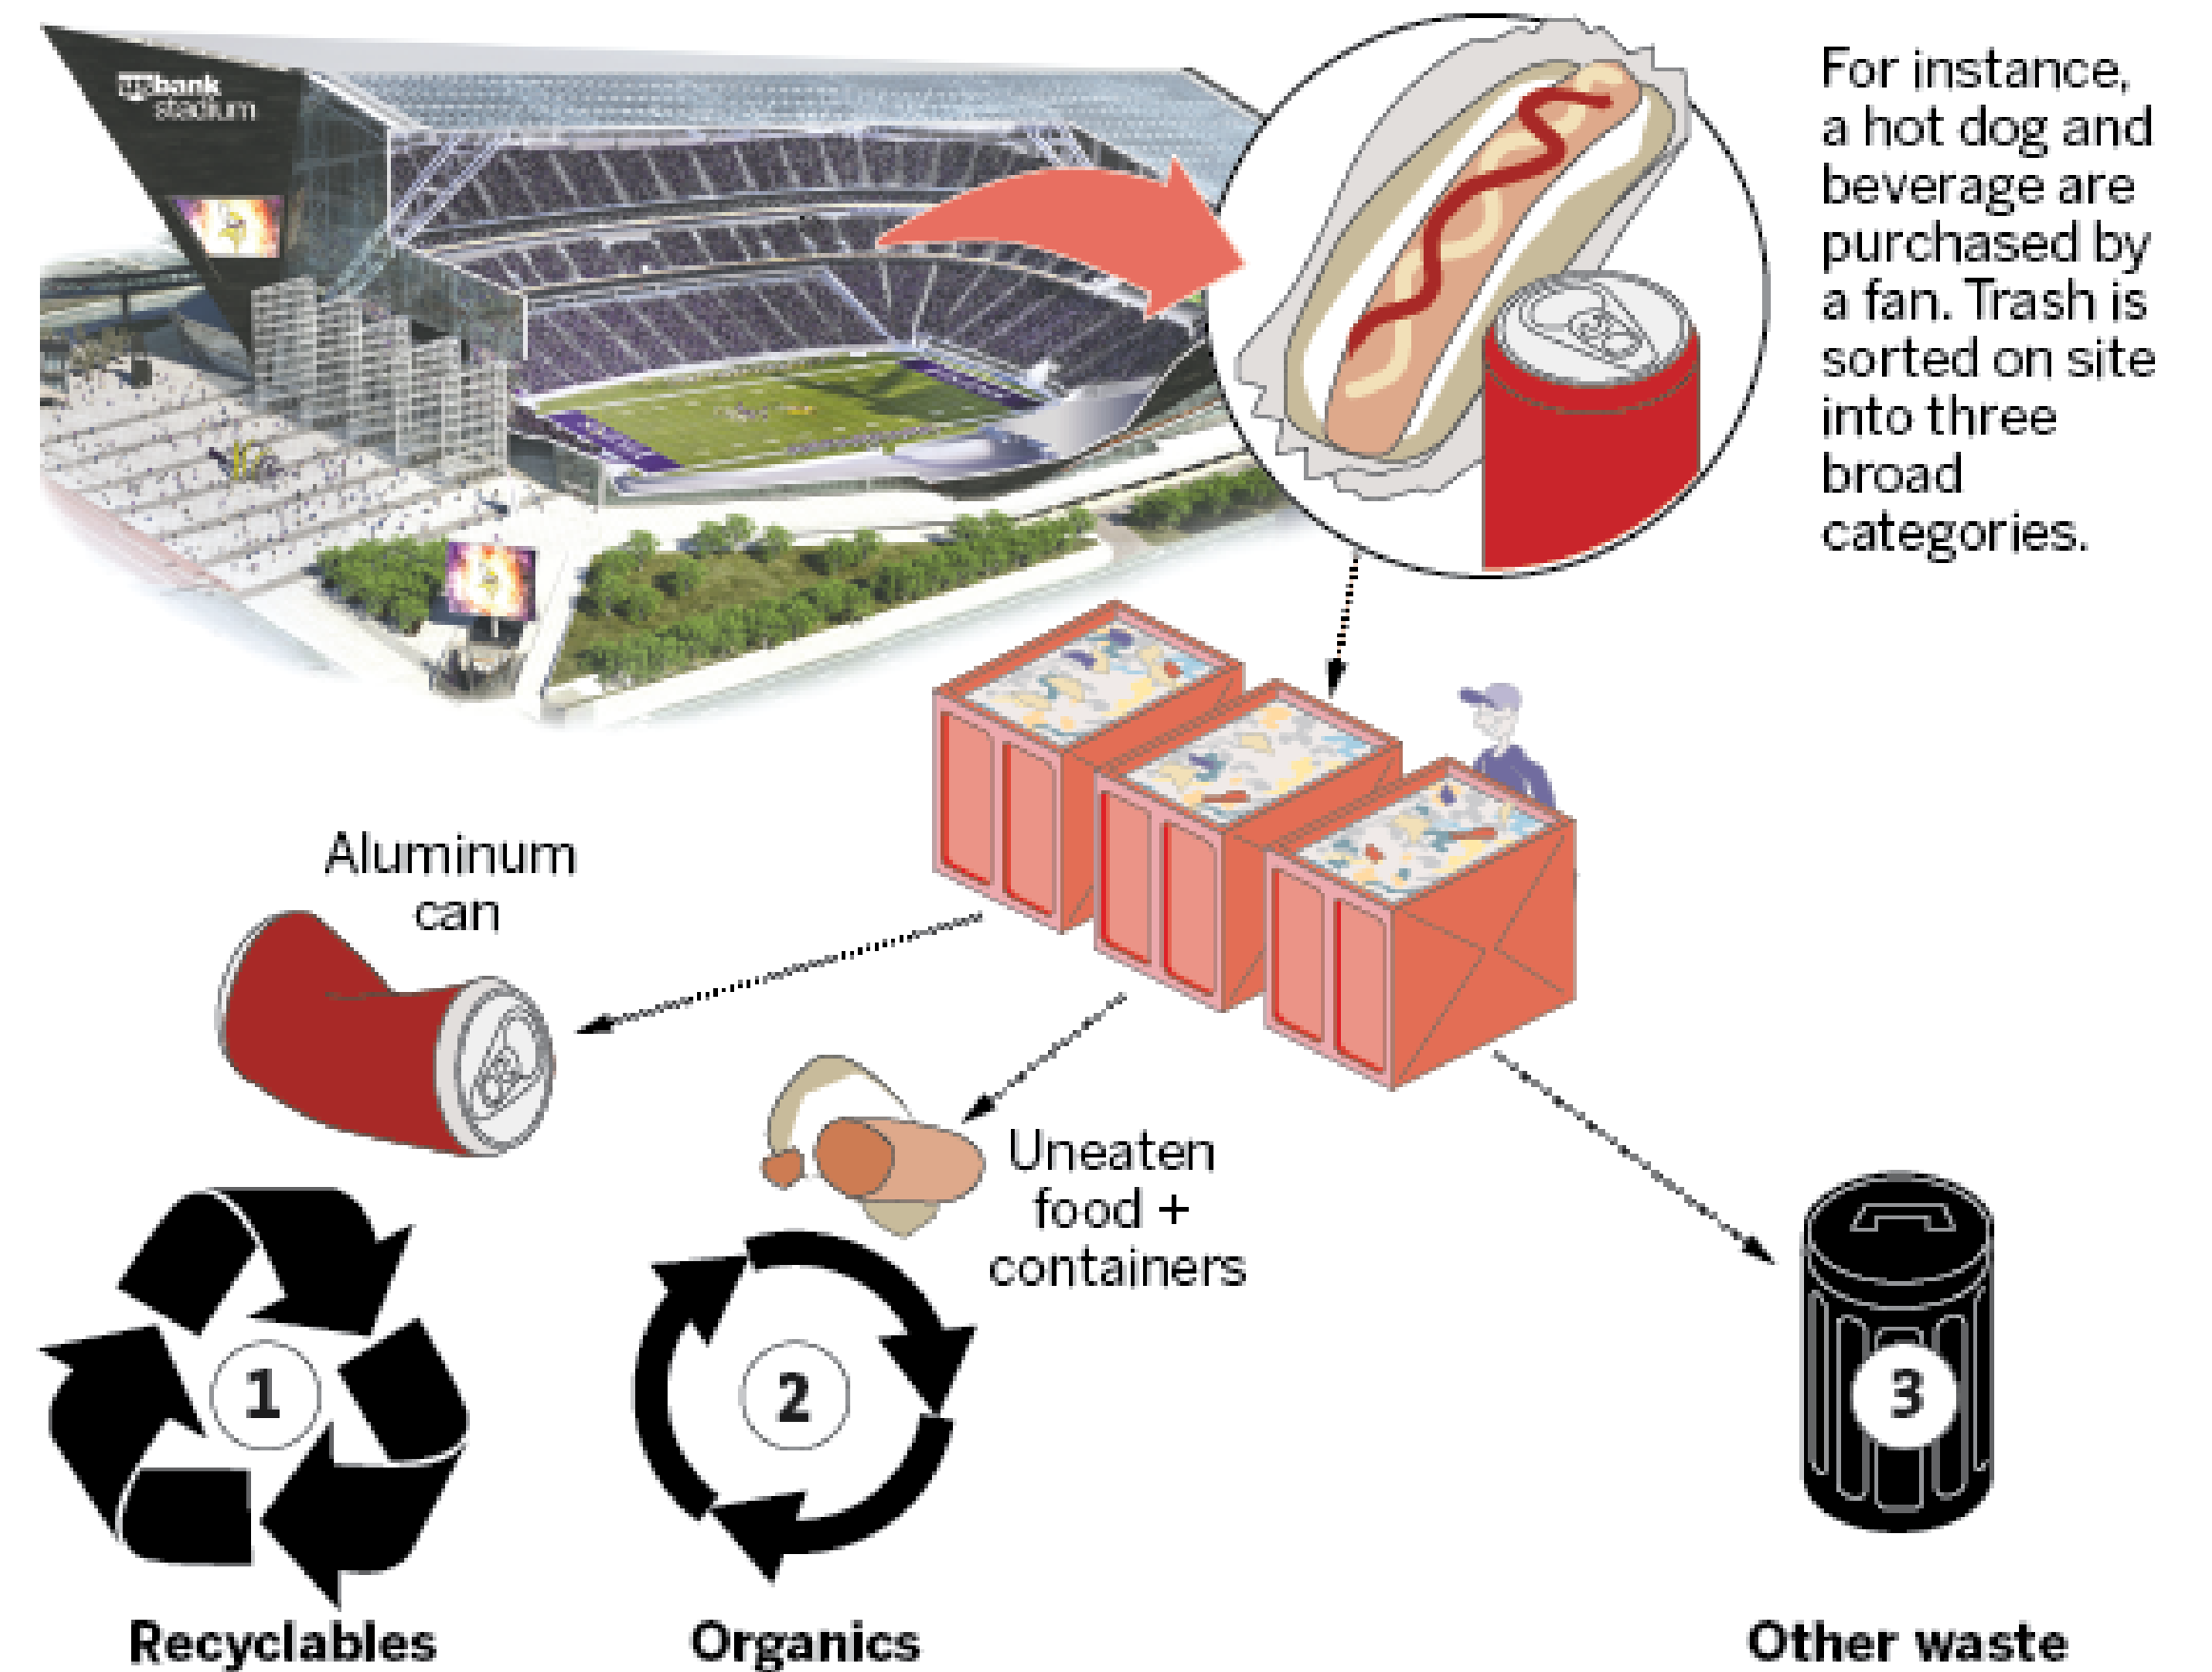 usbank
stadium
For instance,
a hot dog and
beverage are
purchased by
a fan. Trash is
sorted on site
into three
broad
categories.
Aluminum
can
Uneaten
food +
containers
1
2
3
Recyclables
Organics
Other waste